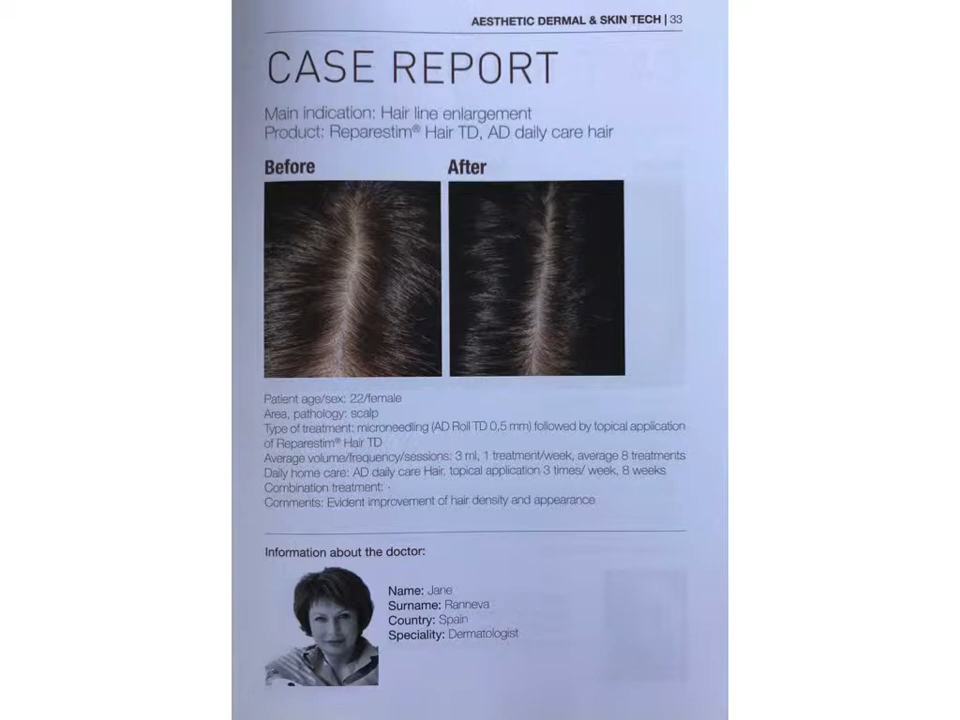 AESTHETIC DERMAL & SKIN TECH | 33
CASE REPORT
Main indication: Hair line enlargement
Product: Reparestim® Hair TD, AD daily care hair
Before After
Patient age/sex: 22/female
Area, pathology: scalp
Type of treatment: microneedling (AD Roll TD 0,5 mm) followed by topical application
of Reparestim® Hair TD
Average volume/frequency/sessions: 3 ml, 1 treatment/week, average 8 treatments
Daily home care: AD daily care Hair, topical application 3 times/ week, 8 weeks
Combination treatment: -
Comments: Evident improvement of hair density and appearance
Information about the doctor:
Name: Jane
Surname: Ranneva
Country: Spain
Speciality: Dermatologist